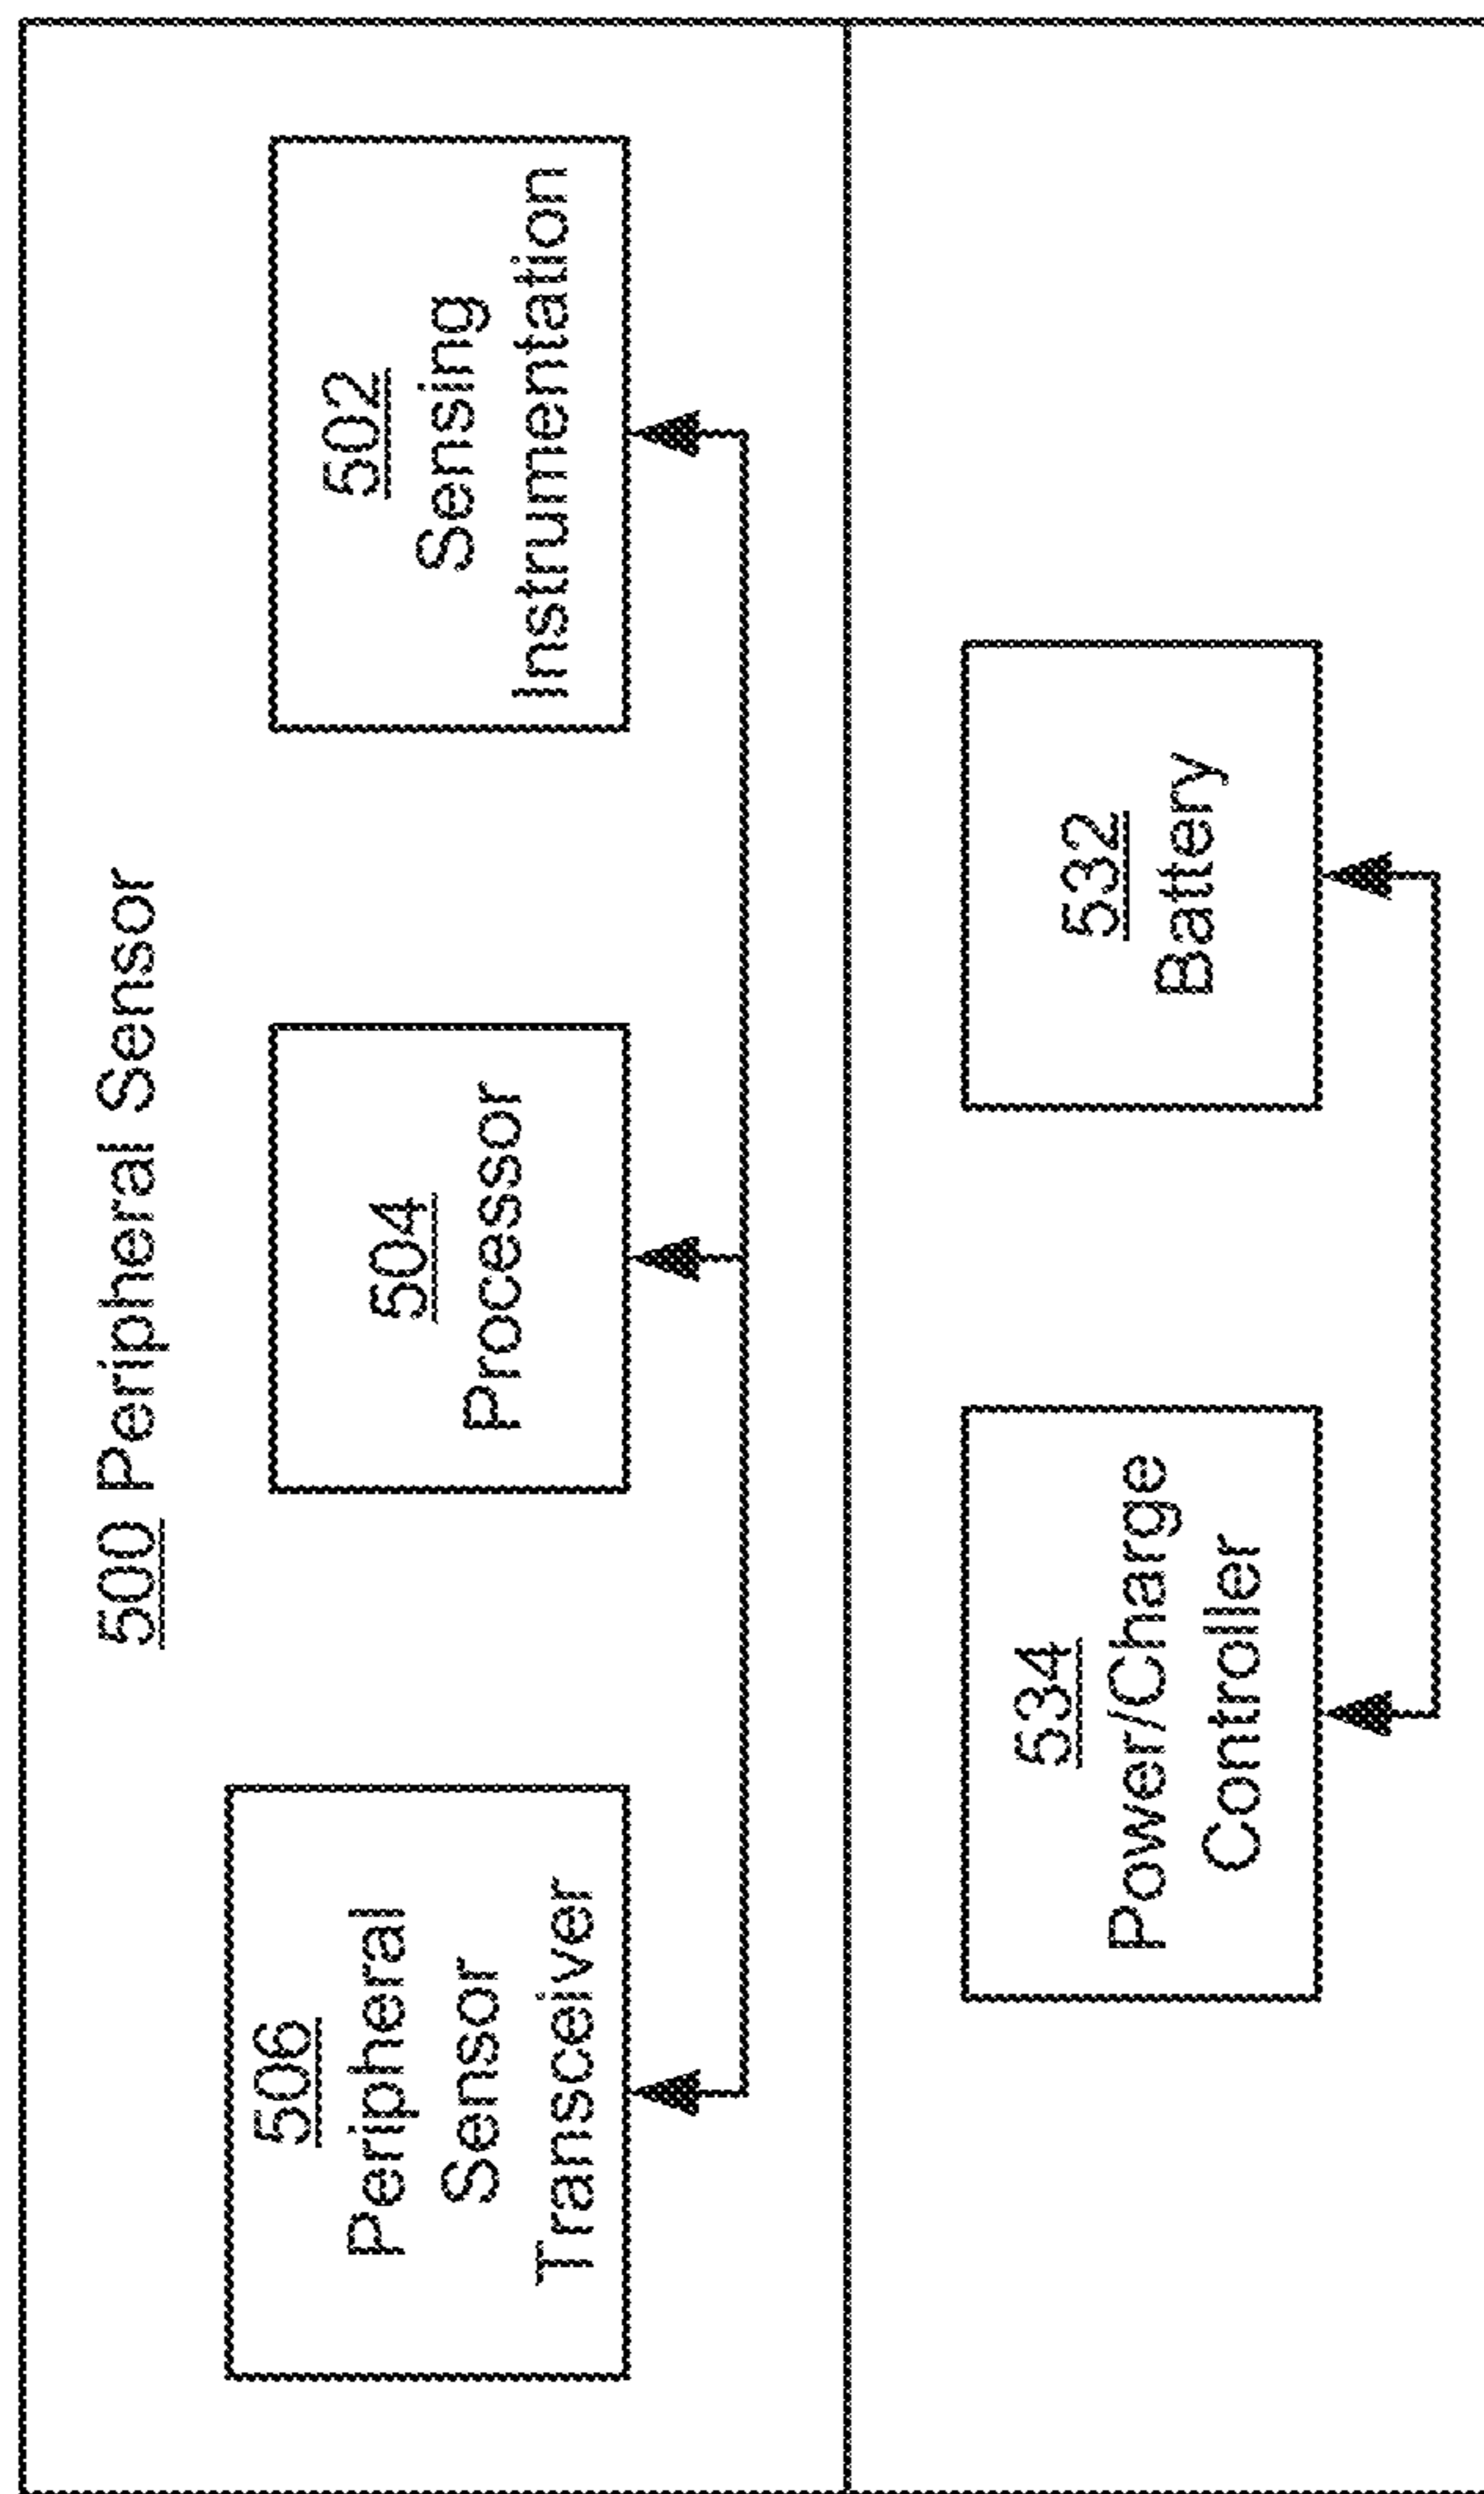 500 Peripheral Sensor
506
Peripheral
Sensor
Transceiver
504
Processor
502
Sensing
Instrumentation
534
Power/Charge
Controller
532
Battery